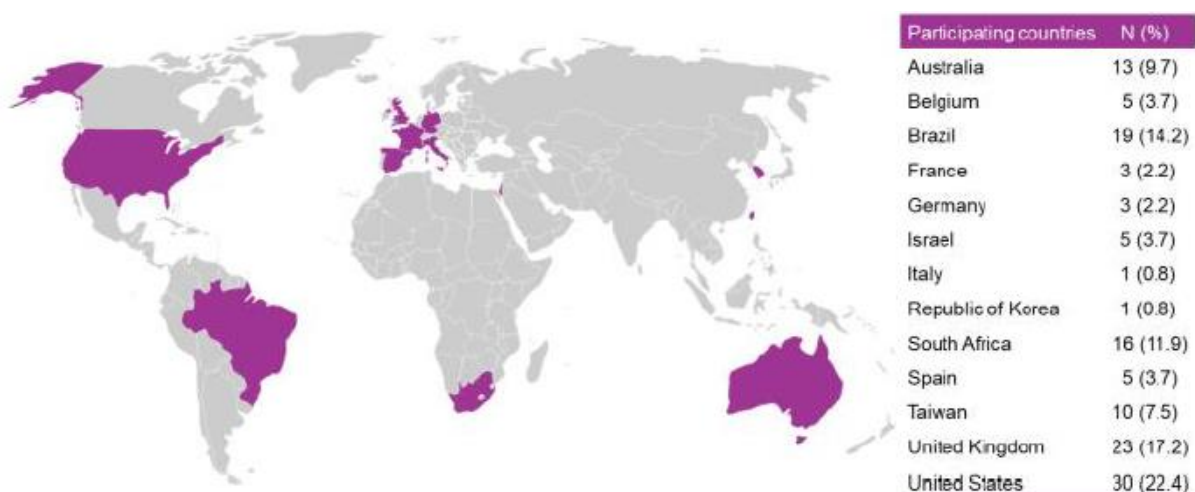 Participating countries N (%)
Australia 13 (9.7)
Belgium 5 (3.7)
Brazil 19 (14.2)
France 3 (2.2)
Germany 3 (2.2)
Israel 5 (3.7)
Italy 1 (0.8)
Republic of Korea 1 (0.8)
South Africa 16 (11.9)
Spain 5 (3.7)
Taiwan 10 (7.5)
United Kingdom 23 (17.2)
United States 30 (22.4)